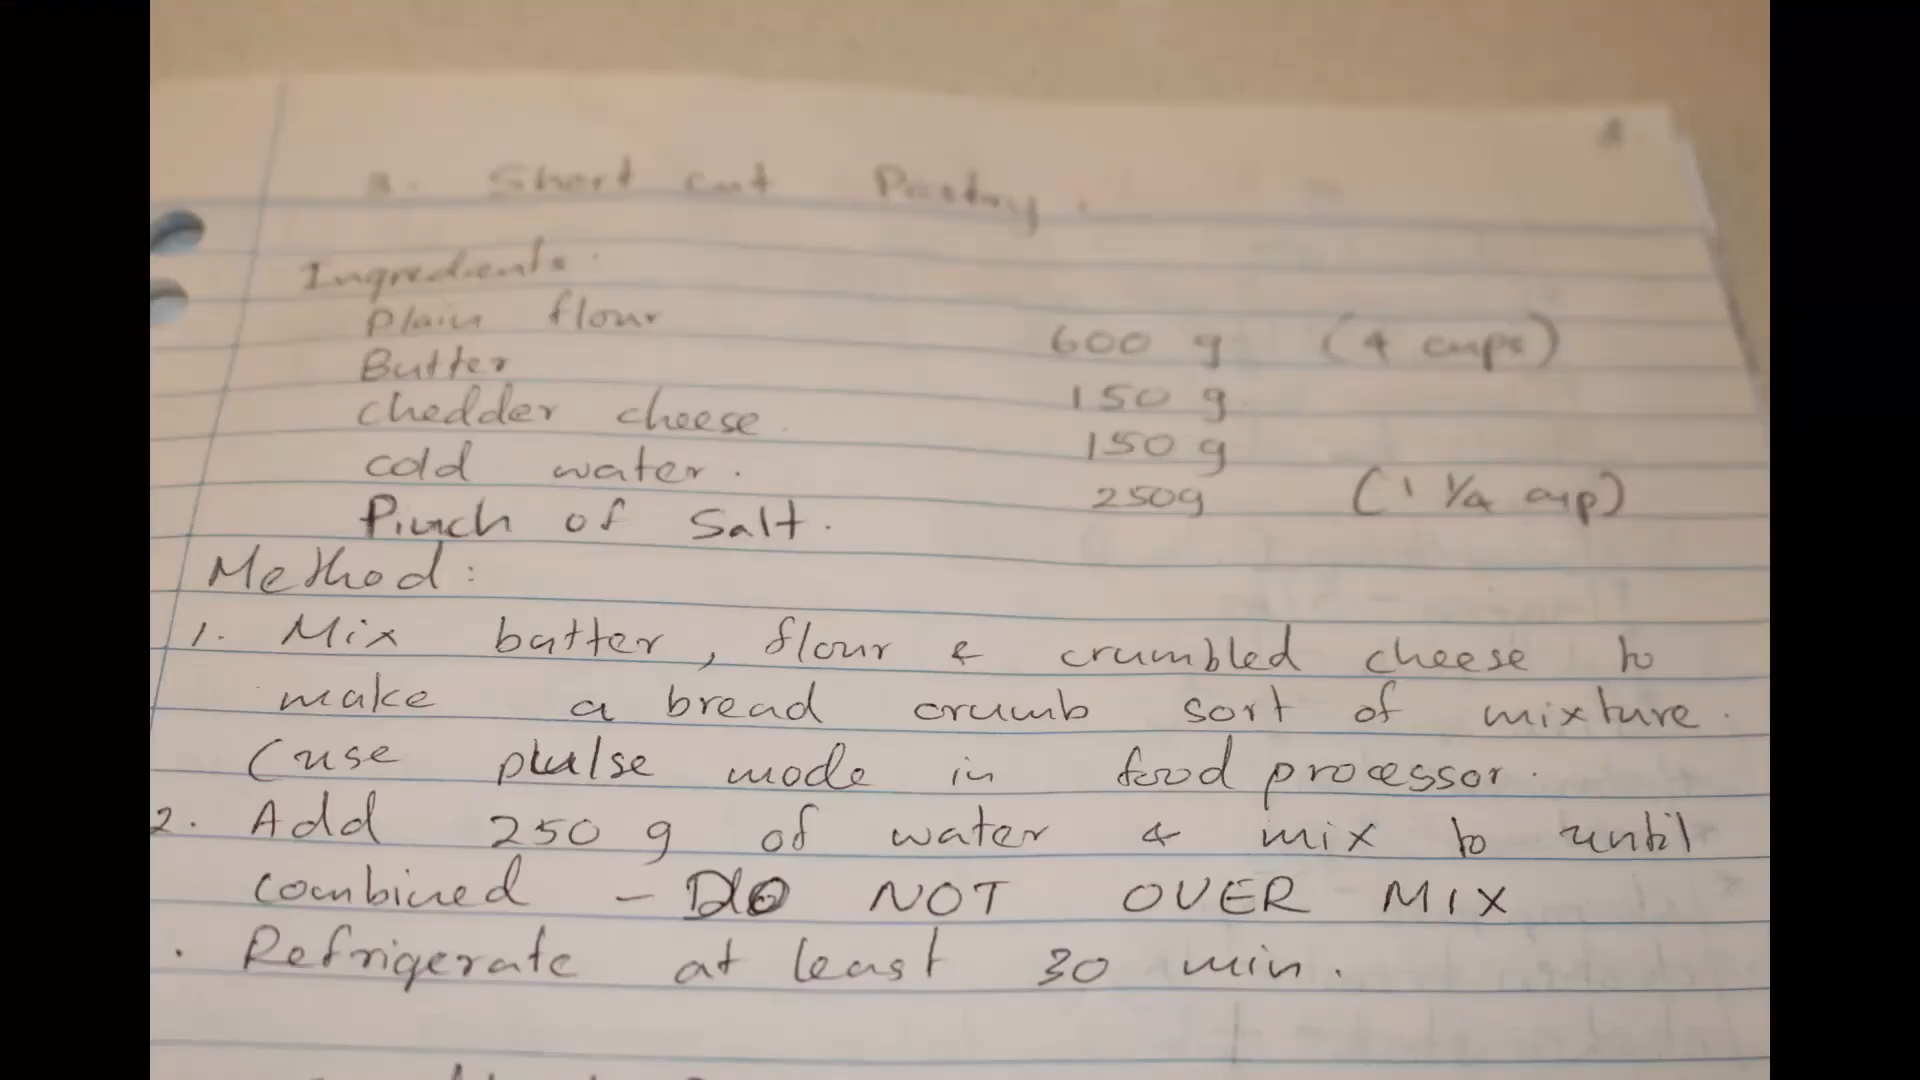 3. Short cut Pastry.
Ingredients.
Plain flour 600 g (4 cups)
Butter 150 g
chedder cheese. 150 g
cold water. 250g (1 1/4 cup)
Pinch of Salt.
Method:
1. Mix butter, flour & crumbled cheese to
make a bread crumb sort of mixture.
(use pulse mode in food processor.
2. Add 250 g of water & mix to until
combined - DO NOT OVER MIX
. Refrigerate at least 30 min.